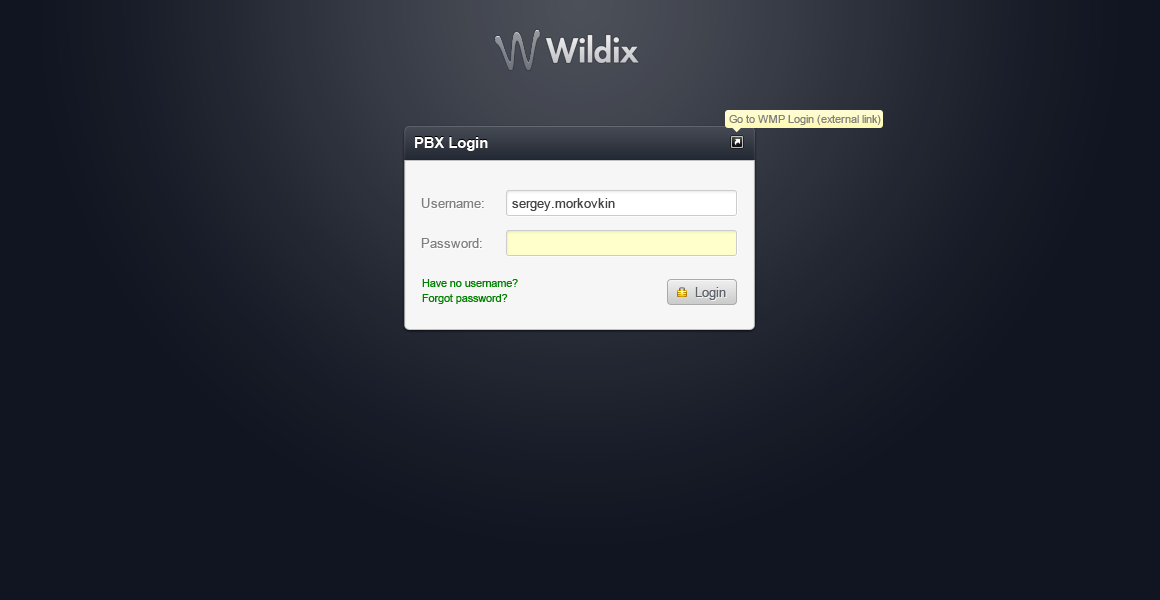 Wildix
Go to WMP Login (external link)
PBX Login
Username:
sergey.morkovkin
Password:
Have no username?
Forgot password?
Login